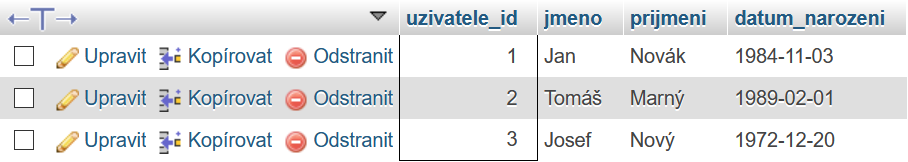 uzivatele_id jmeno prijmeni datum_narozeni
Upravit Kopírovat Odstranit 1 Jan Novák 1984-11-03
Upravit Kopírovat Odstranit 2 Tomáš Marný 1989-02-01
Upravit Kopírovat Odstranit 3 Josef Nový 1972-12-20